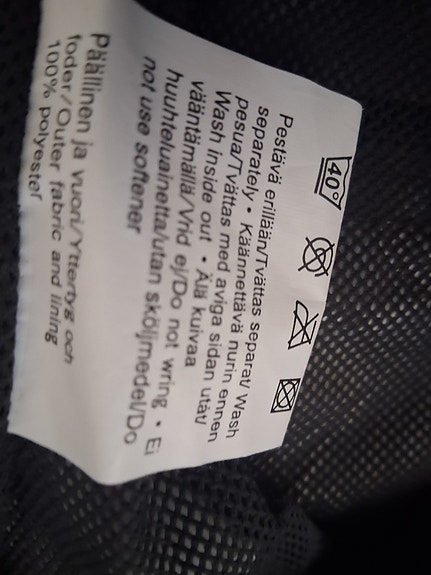 40°
Pestävä erillään/Tvättas separat/ Wash
separately • Käännettävä nurin ennen
pesua/Tvättas med aviga sidan utåt/
Wash inside out • Älä kuivaa
vääntämällä/Vrid ej/Do not wring • Ei
huuhteluainetta/utan sköljmedel/Do
not use softener
Päällinen ja vuori/Yttertyg och
foder/Outer fabric and lining
100% polyester